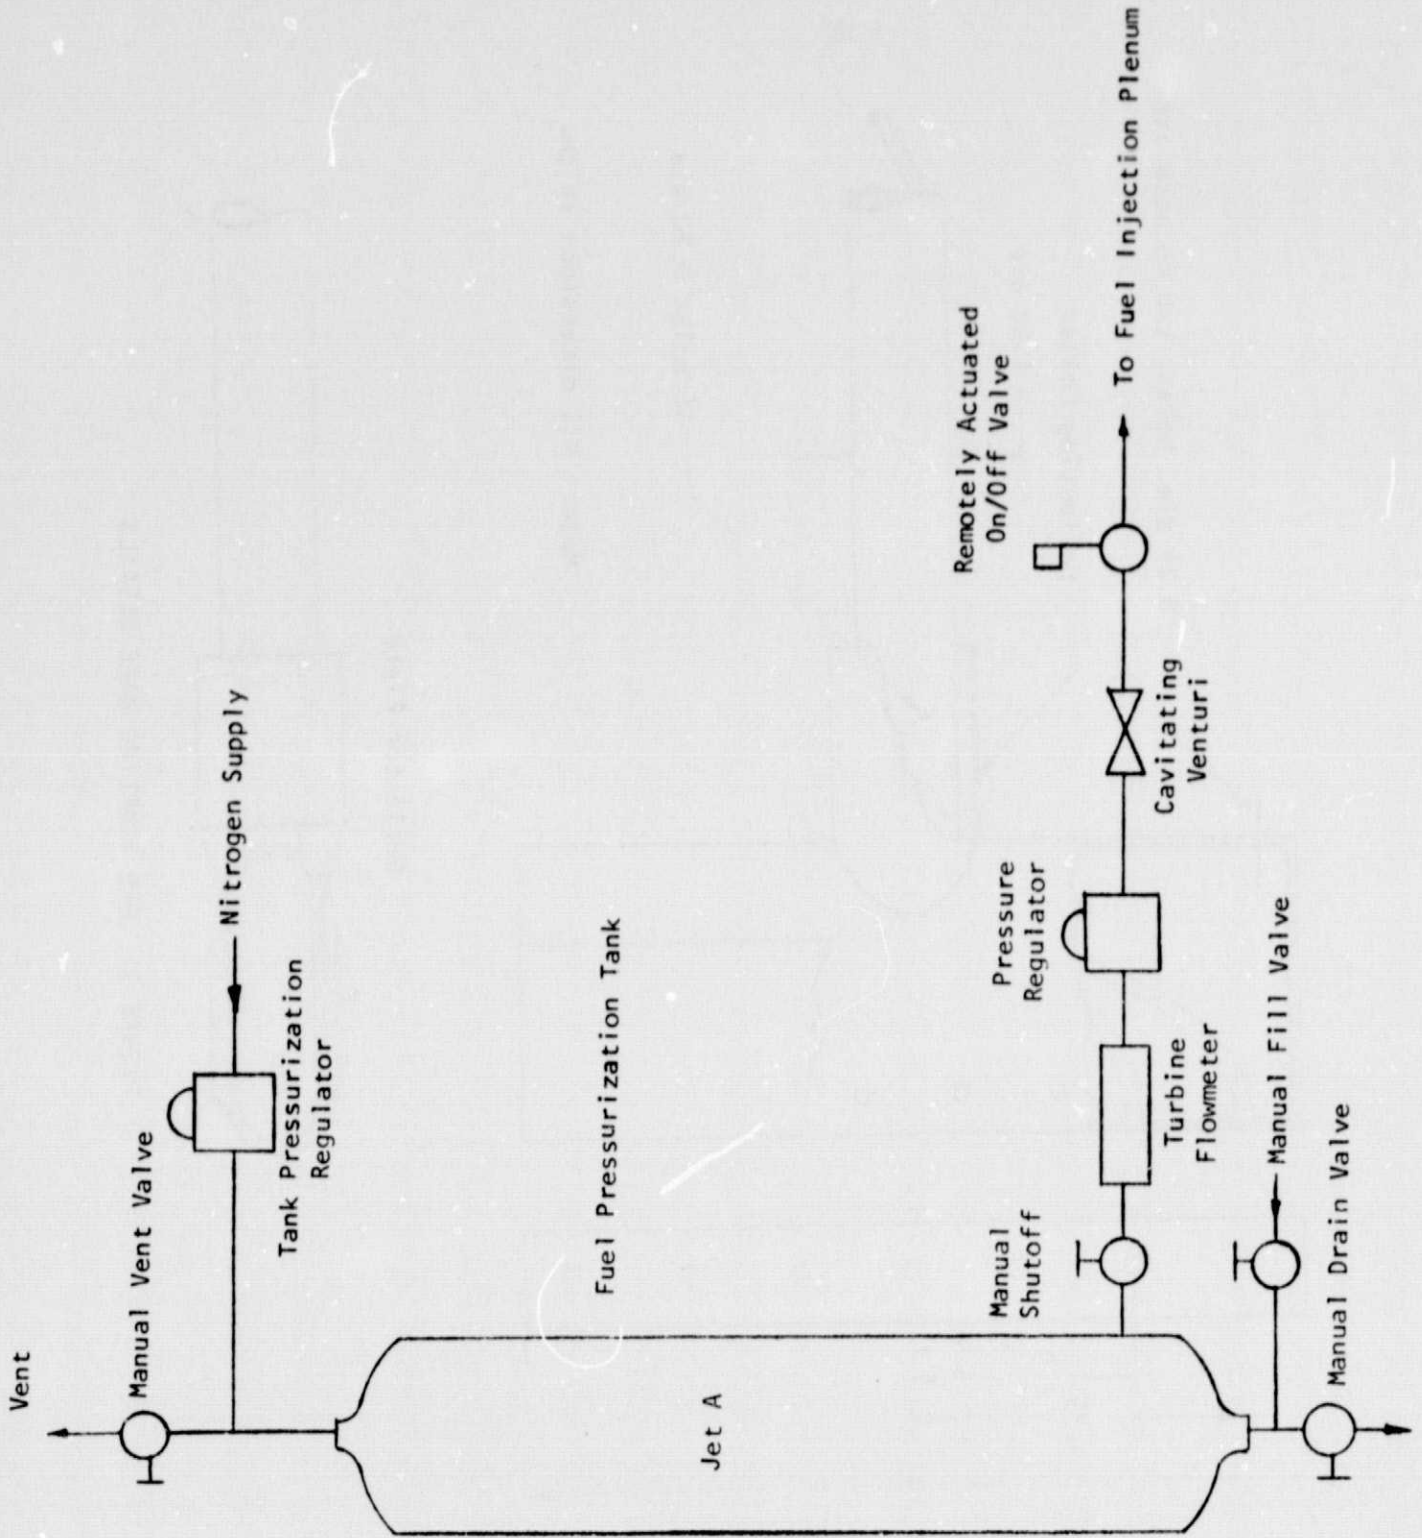 Vent
Manual Vent Valve
Nitrogen Supply
Tank Pressurization
Regulator
Fuel Pressurization Tank
Jet A
Remotely Actuated
On/Off Valve
To Fuel Injection Plenum
Cavitating
Venturi
Pressure
Regulator
Turbine
Flowmeter
Manual
Shutoff
Manual Fill Valve
Manual Drain Valve